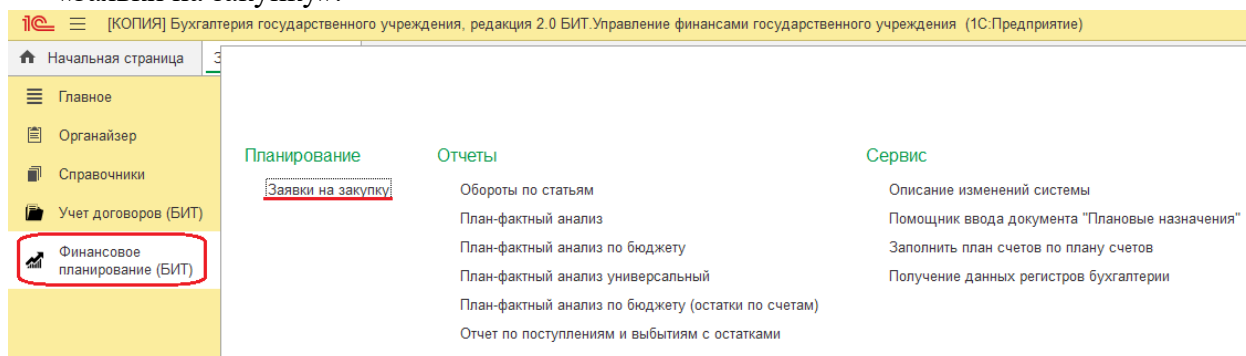 «заявки на закупку».
1С [КОПИЯ] Бухгалтерия государственного учреждения, редакция 2.0 БИТ.Управление финансами государственного учреждения (1С:Предприятие)
Начальная страница
Главное
Органайзер
Справочники
Учет договоров (БИТ)
Финансовое
планирование (БИТ)
Планирование
Заявки на закупку
Отчеты
Обороты по статьям
План-фактный анализ
План-фактный анализ по бюджету
План-фактный анализ универсальный
План-фактный анализ по бюджету (остатки по счетам)
Отчет по поступлениям и выбытиям с остатками
Сервис
Описание изменений системы
Помощник ввода документа "Плановые назначения"
Заполнить план счетов по плану счетов
Получение данных регистров бухгалтерии